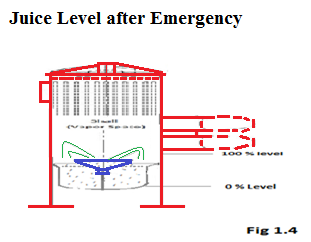 Juice Level after Emergency
Shell
(Vapor Space)
100 % level
0 % Level
Fig 1.4